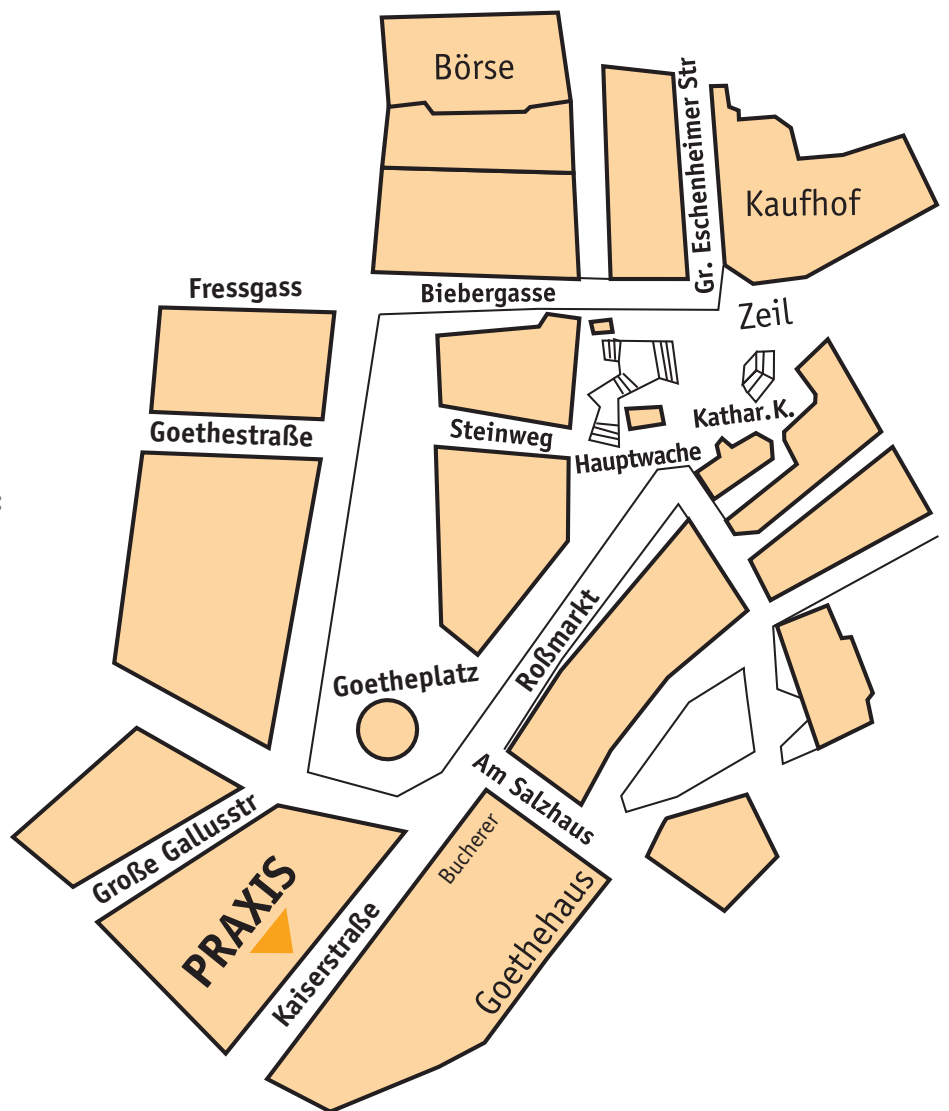 Börse
Gr. Eschenheimer Str
Kaufhof
Fressgass
Biebergasse
Zeil
Goethestraße
Steinweg
Kathar.K.
Hauptwache
Roßmarkt
Goetheplatz
Am Salzhaus
Große Gallusstr
Bucherer
PRAXIS
Kaiserstraße
Goethehaus